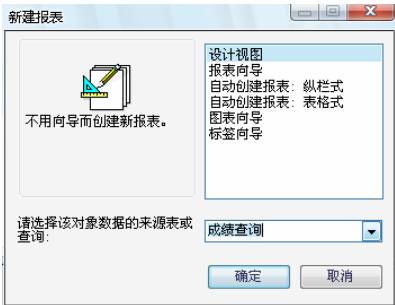 新建报表
设计视图
报表向导
自动创建报表：纵栏式
自动创建报表：表格式
图表向导
标签向导
不用向导而创建新报表。
请选择该对象数据的来源表或
查询：
成绩查询
确定
取消